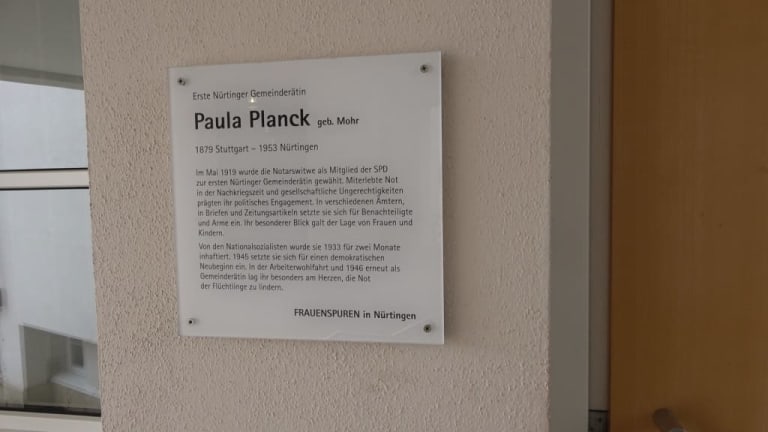 Erste Nürtinger Gemeinderätin
Paula Planck geb. Mohr
1879 Stuttgart – 1953 Nürtingen
Im Mai 1919 wurde die Notarswitwe als Mitglied der SPD
zur ersten Nürtinger Gemeinderätin gewählt. Miterlebte Not
in der Nachkriegszeit und gesellschaftliche Ungerechtigkeiten
prägten ihr politisches Engagement. In verschiedenen Ämtern,
in Briefen und Zeitungsartikeln setzte sie sich für Benachteiligte
und Arme ein. Ihr besonderer Blick galt der Lage von Frauen und
Kindern.
Von den Nationalsozialisten wurde sie 1933 für zwei Monate
inhaftiert. 1945 setzte sie sich für einen demokratischen
Neubeginn ein. In der Arbeiterwohlfahrt und 1946 erneut als
Gemeinderätin lag ihr besonders am Herzen, die Not
der Flüchtlinge zu lindern.
FRAUENSPUREN in Nürtingen